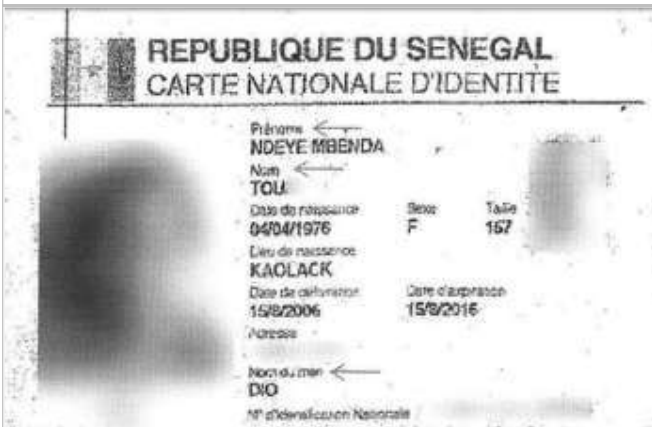 REPUBLIQUE DU SENEGAL
CARTE NATIONALE D'IDENTITE
Prénoms
NDEYE MBENDA
Nom
TOU
Date de naissance Sexe Taille
04/04/1976 F 167
Lieu de naissance
KAOLACK
Date de délivrance Date d'expiration
15/8/2006 15/8/2016
Adresse
Nom du mari
DIO
N° d'Identification Nationale